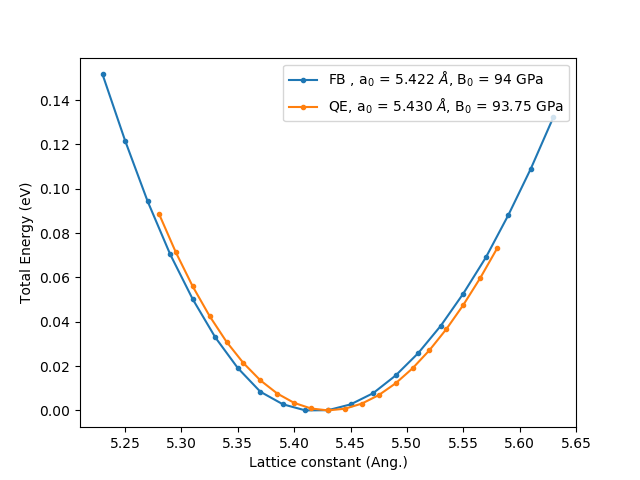 FB , a₀ = 5.422 Å, B₀ = 94 GPa
QE, a₀ = 5.430 Å, B₀ = 93.75 GPa
Total Energy (eV)
0.14
0.12
0.10
0.08
0.06
0.04
0.02
0.00
5.25 5.30 5.35 5.40 5.45 5.50 5.55 5.60 5.65
Lattice constant (Ang.)